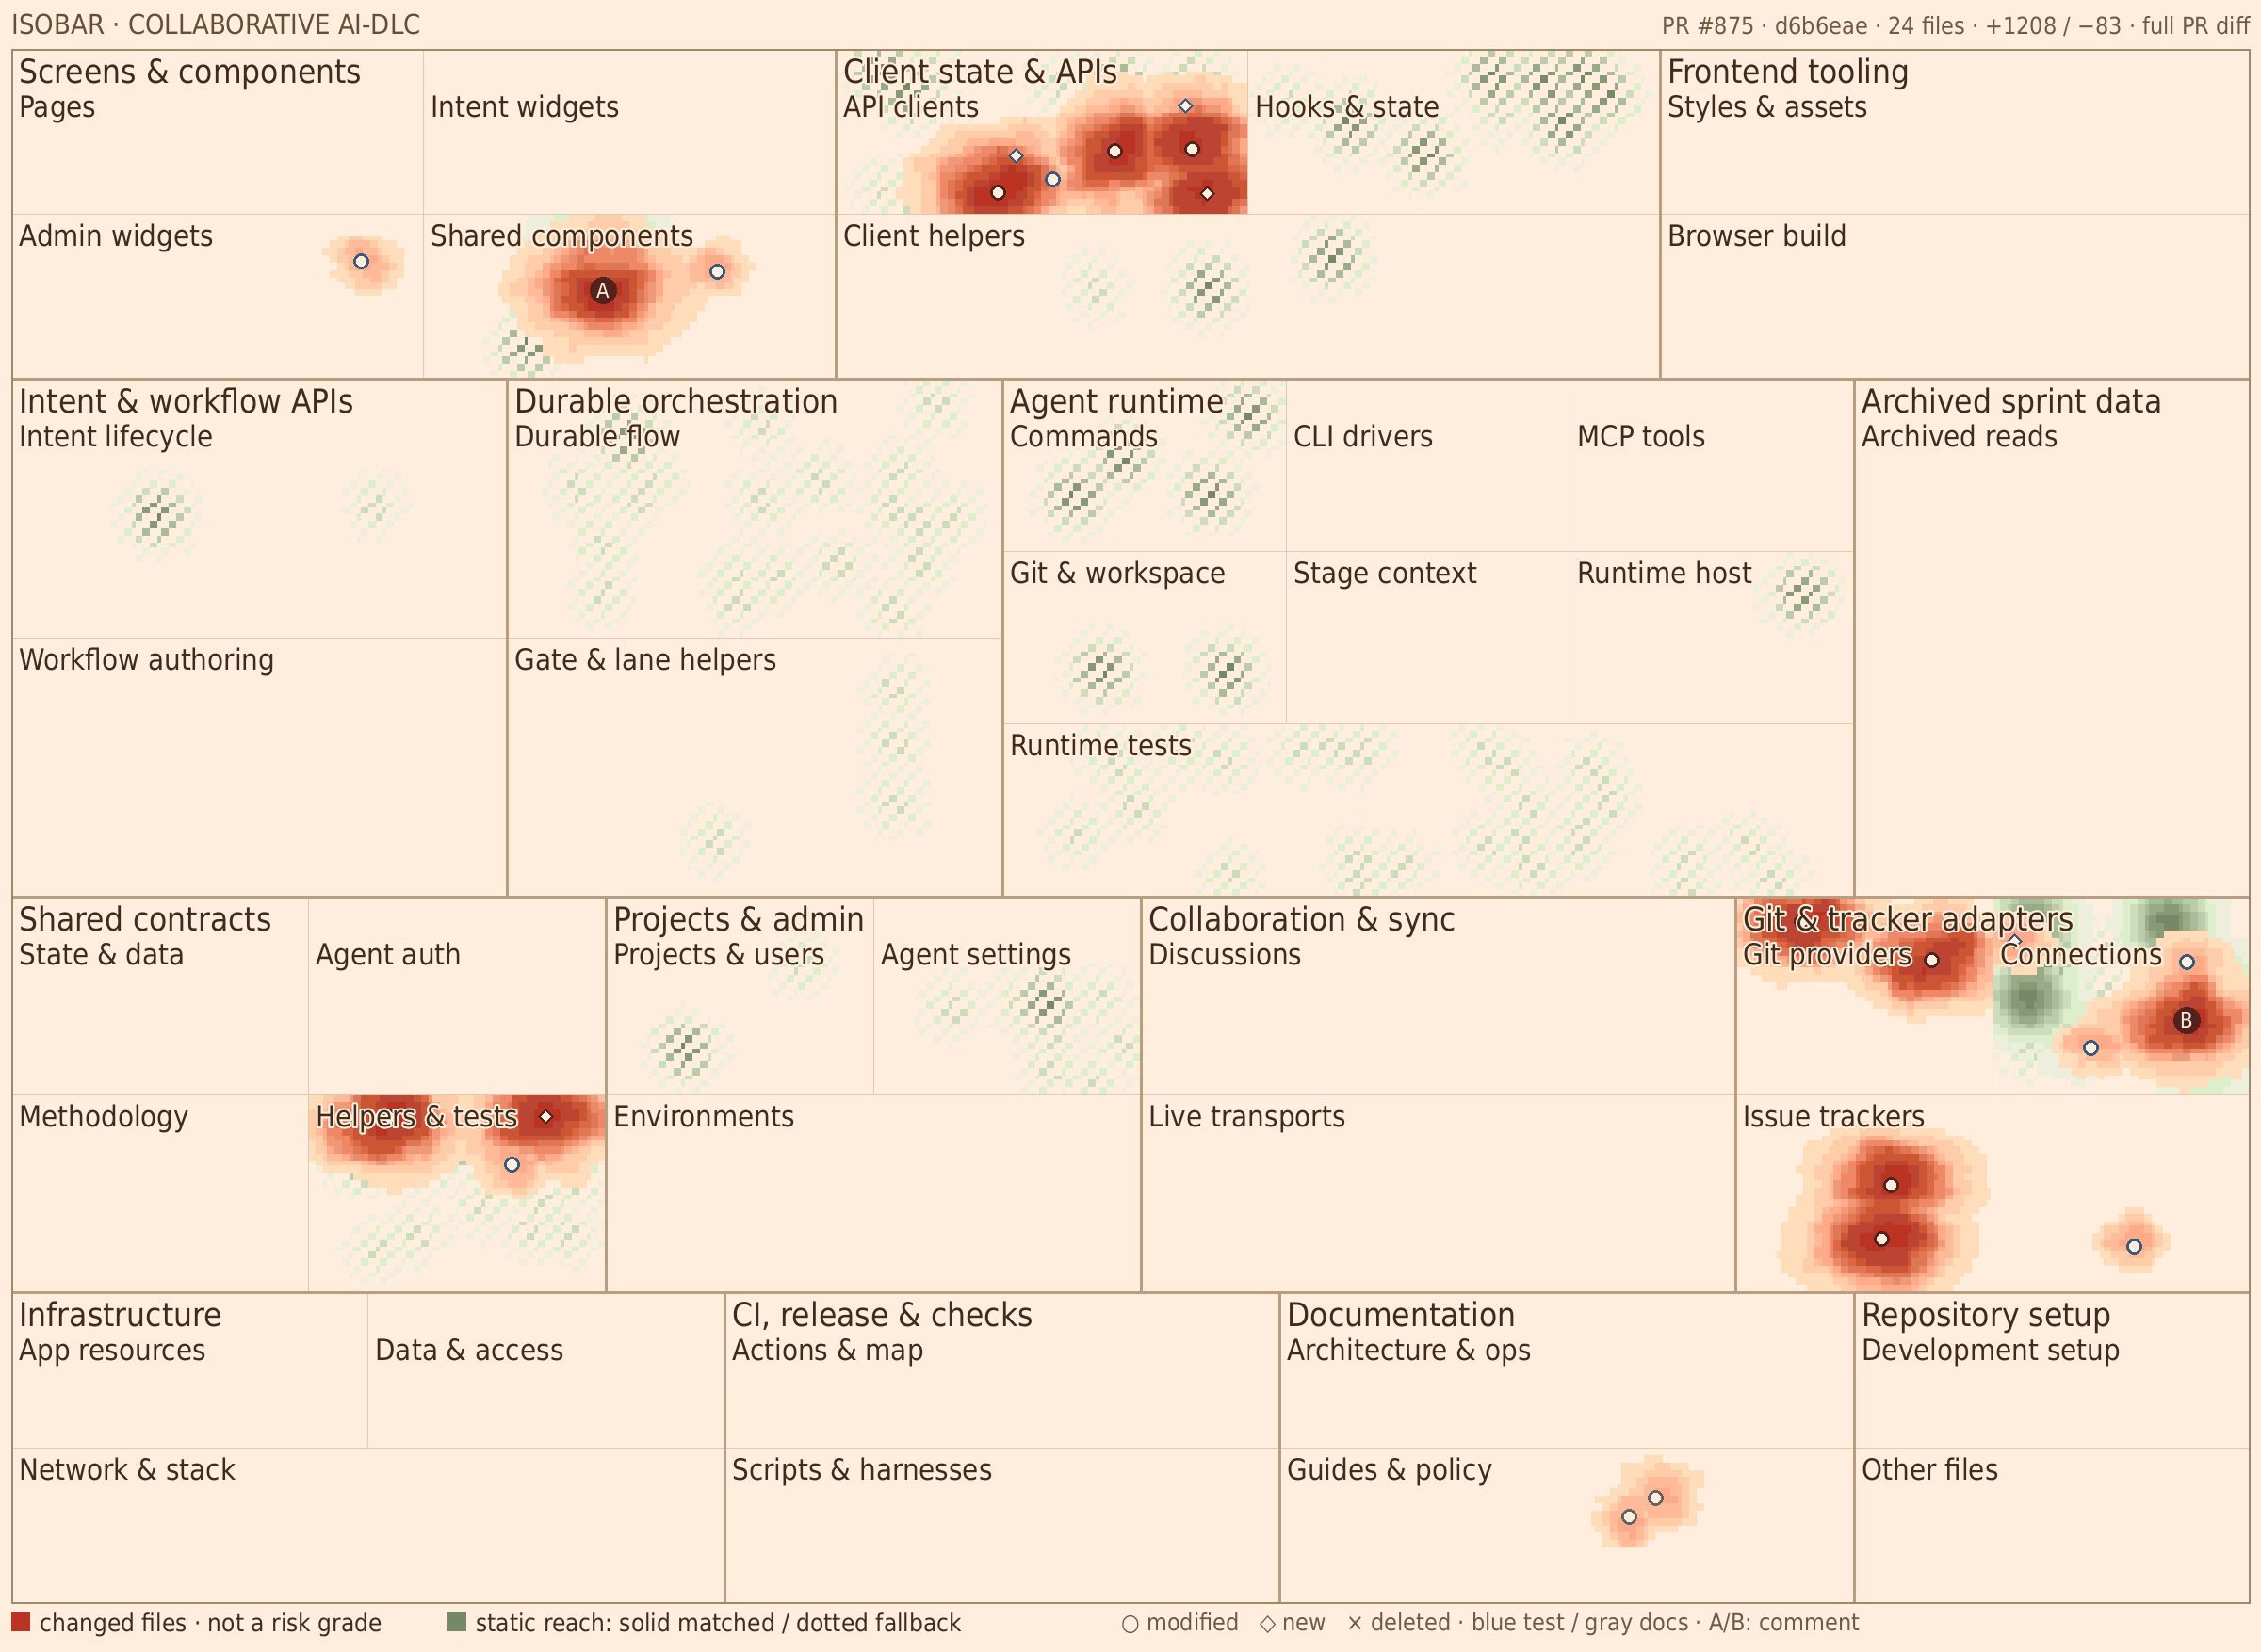 ISOBAR · COLLABORATIVE AI-DLC
PR #875 · d6b6eae · 24 files · +1208 / −83 · full PR diff
Screens & components
Pages
Intent widgets
Client state & APIs
API clients
Hooks & state
Frontend tooling
Styles & assets
Admin widgets
Shared components
A
Client helpers
Browser build
Intent & workflow APIs
Intent lifecycle
Durable orchestration
Durable flow
Agent runtime
Commands
CLI drivers
MCP tools
Archived sprint data
Archived reads
Git & workspace
Stage context
Runtime host
Workflow authoring
Gate & lane helpers
Runtime tests
Shared contracts
State & data
Agent auth
Projects & admin
Projects & users
Agent settings
Collaboration & sync
Discussions
Git & tracker adapters
Git providers
Connections
B
Methodology
Helpers & tests
Environments
Live transports
Issue trackers
Infrastructure
App resources
Data & access
CI, release & checks
Actions & map
Documentation
Architecture & ops
Repository setup
Development setup
Network & stack
Scripts & harnesses
Guides & policy
Other files
changed files · not a risk grade
static reach: solid matched / dotted fallback
○ modified ◇ new × deleted · blue test / gray docs · A/B: comment